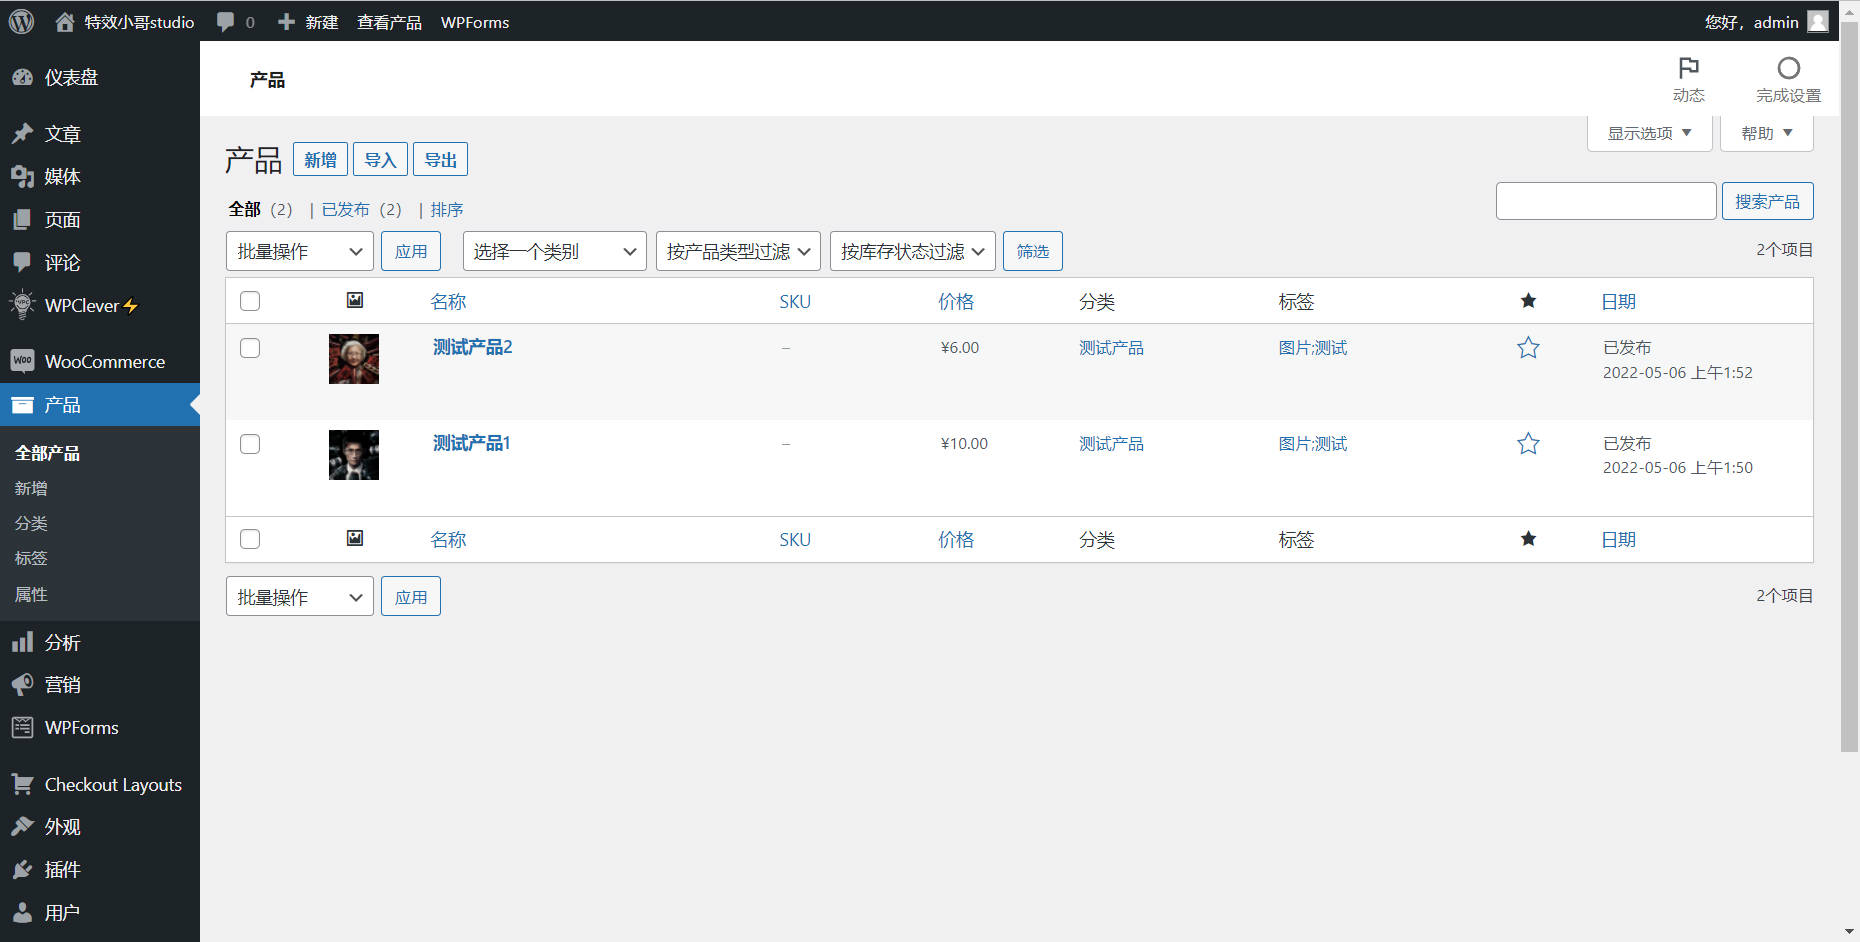 特效小哥studio 0 新建 查看产品 WPForms 您好，admin
仪表盘
文章
媒体
页面
评论
WPClever⚡
WooCommerce
产品
全部产品
新增
分类
标签
属性
分析
营销
WPForms
Checkout Layouts
外观
插件
用户
产品
动态 完成设置
显示选项 ▼ 帮助 ▼
产品 新增 导入 导出
全部 (2) | 已发布 (2) | 排序
搜索产品
批量操作 应用 选择一个类别 按产品类型过滤 按库存状态过滤 筛选 2个项目
名称 SKU 价格 分类 标签 日期
测试产品2 – ¥6.00 测试产品 图片;测试 已发布
2022-05-06 上午1:52
测试产品1 – ¥10.00 测试产品 图片;测试 已发布
2022-05-06 上午1:50
名称 SKU 价格 分类 标签 日期
批量操作 应用 2个项目